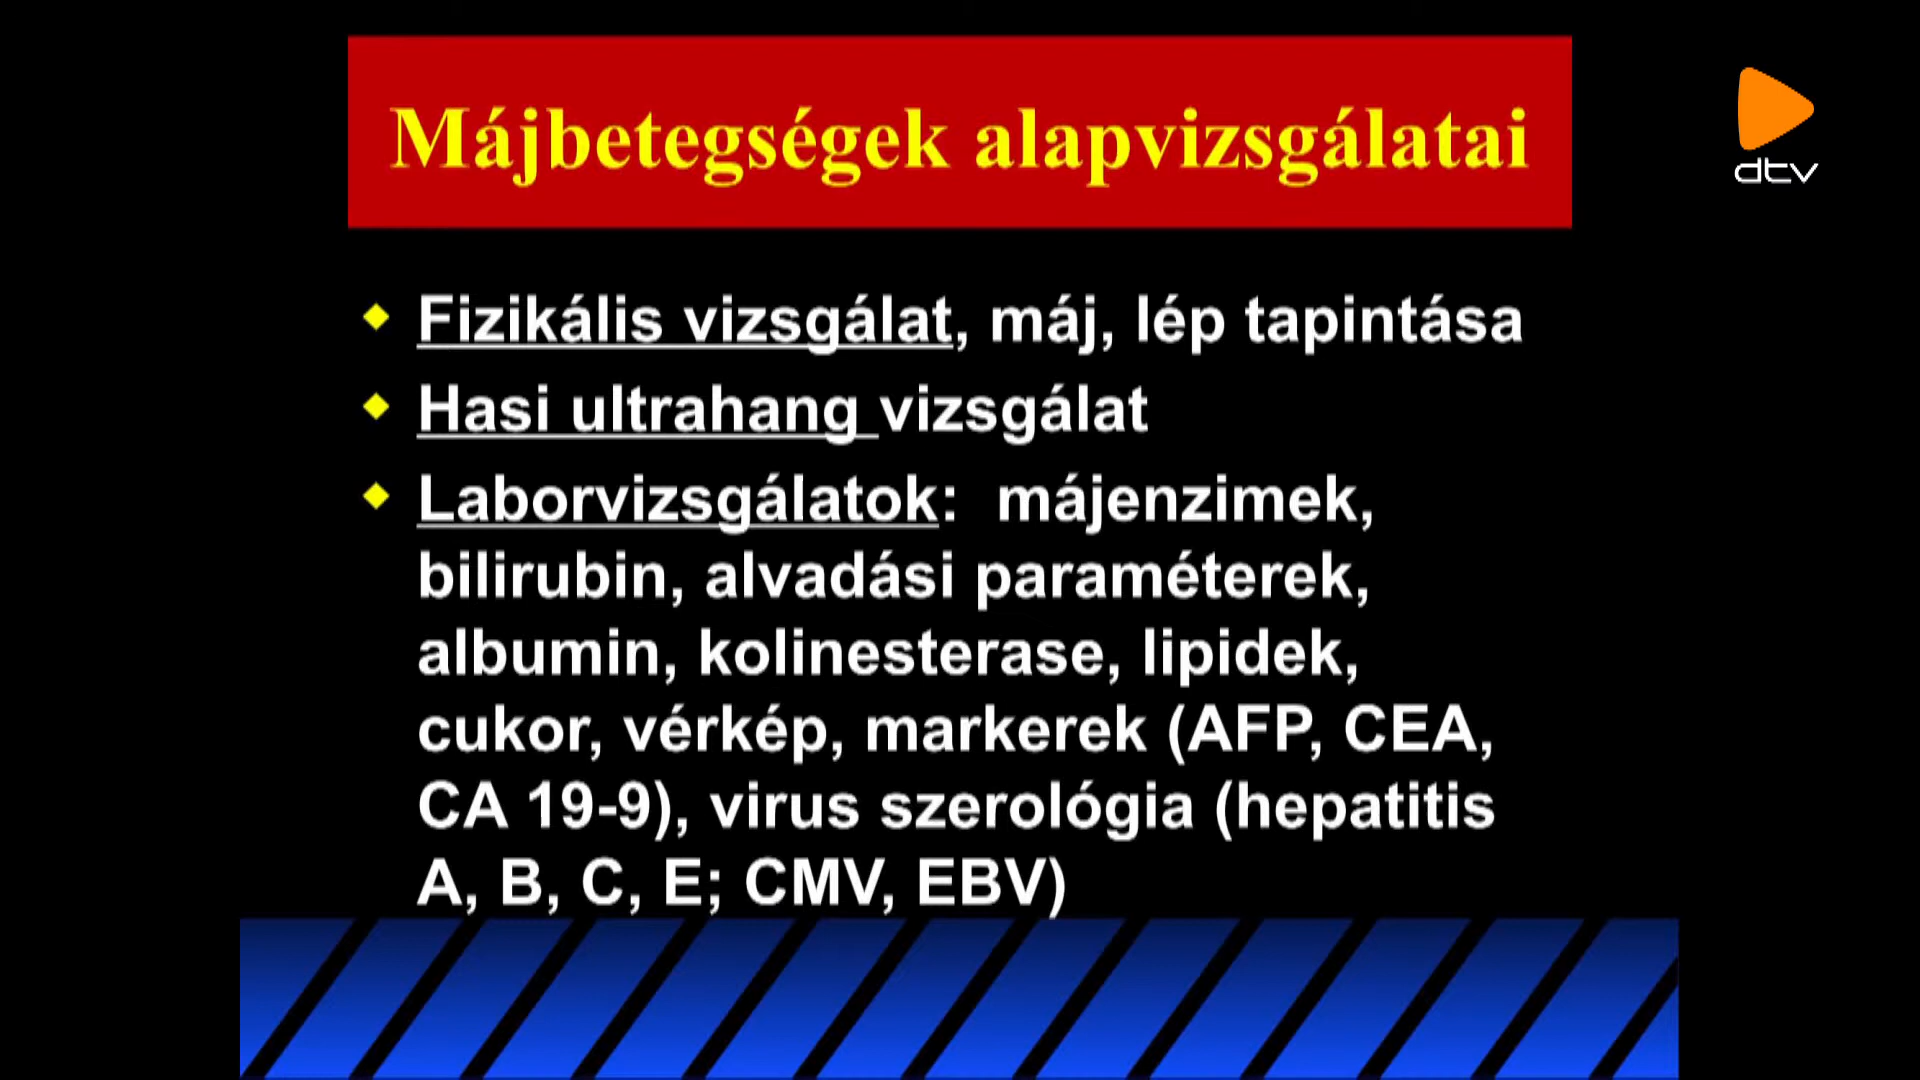 Májbetegségek alapvizsgálatai
dtv
Fizikális vizsgálat, máj, lép tapintása
Hasi ultrahang vizsgálat
Laborvizsgálatok: májenzimek,
bilirubin, alvadási paraméterek,
albumin, kolinesterase, lipidek,
cukor, vérkép, markerek (AFP, CEA,
CA 19-9), virus szerológia (hepatitis
A, B, C, E; CMV, EBV)